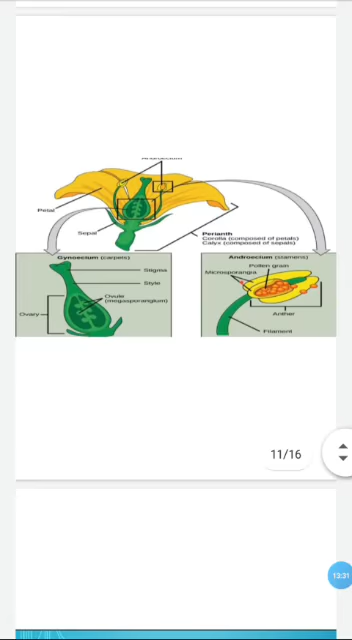 Androecium
Petal
Sepal
Perianth
Corolla (composed of petals)
Calyx (composed of sepals)
Gynoecium (carpels)
Stigma
Style
Ovule
(megasporangium)
Ovary
Androecium (stamens)
Pollen grain
Microsporangia
Anther
Filament
11/16
13:31